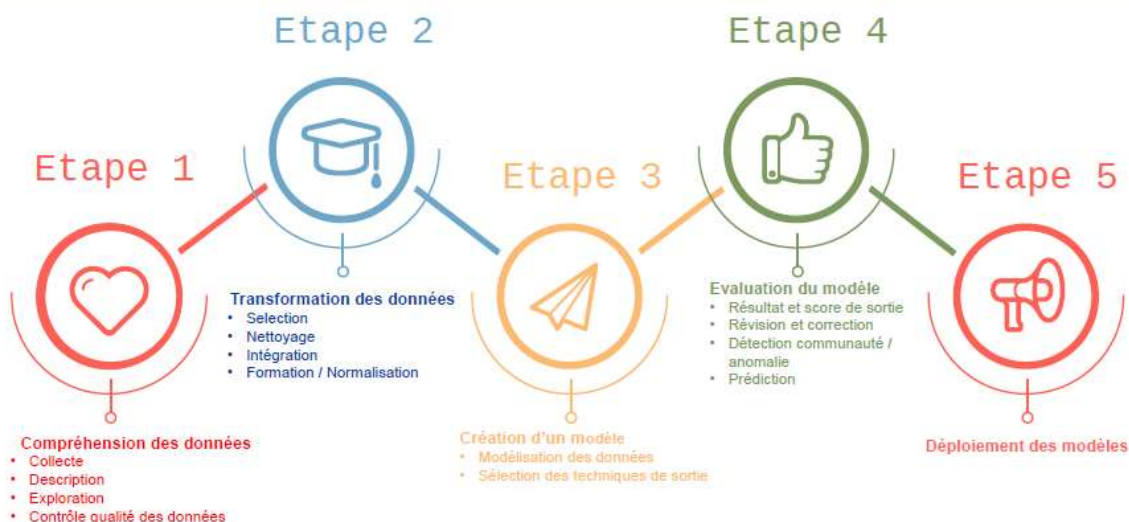 Etape 1
Compréhension des données
• Collecte
• Description
• Exploration
• Contrôle qualité des données
Etape 2
Transformation des données
• Selection
• Nettoyage
• Intégration
• Formation / Normalisation
Etape 3
Création d'un modèle
• Modélisation des données
• Sélection des techniques de sortie
Etape 4
Evaluation du modèle
• Résultat et score de sortie
• Révision et correction
• Détection communauté /
anomalie
• Prédiction
Etape 5
Déploiement des modèles